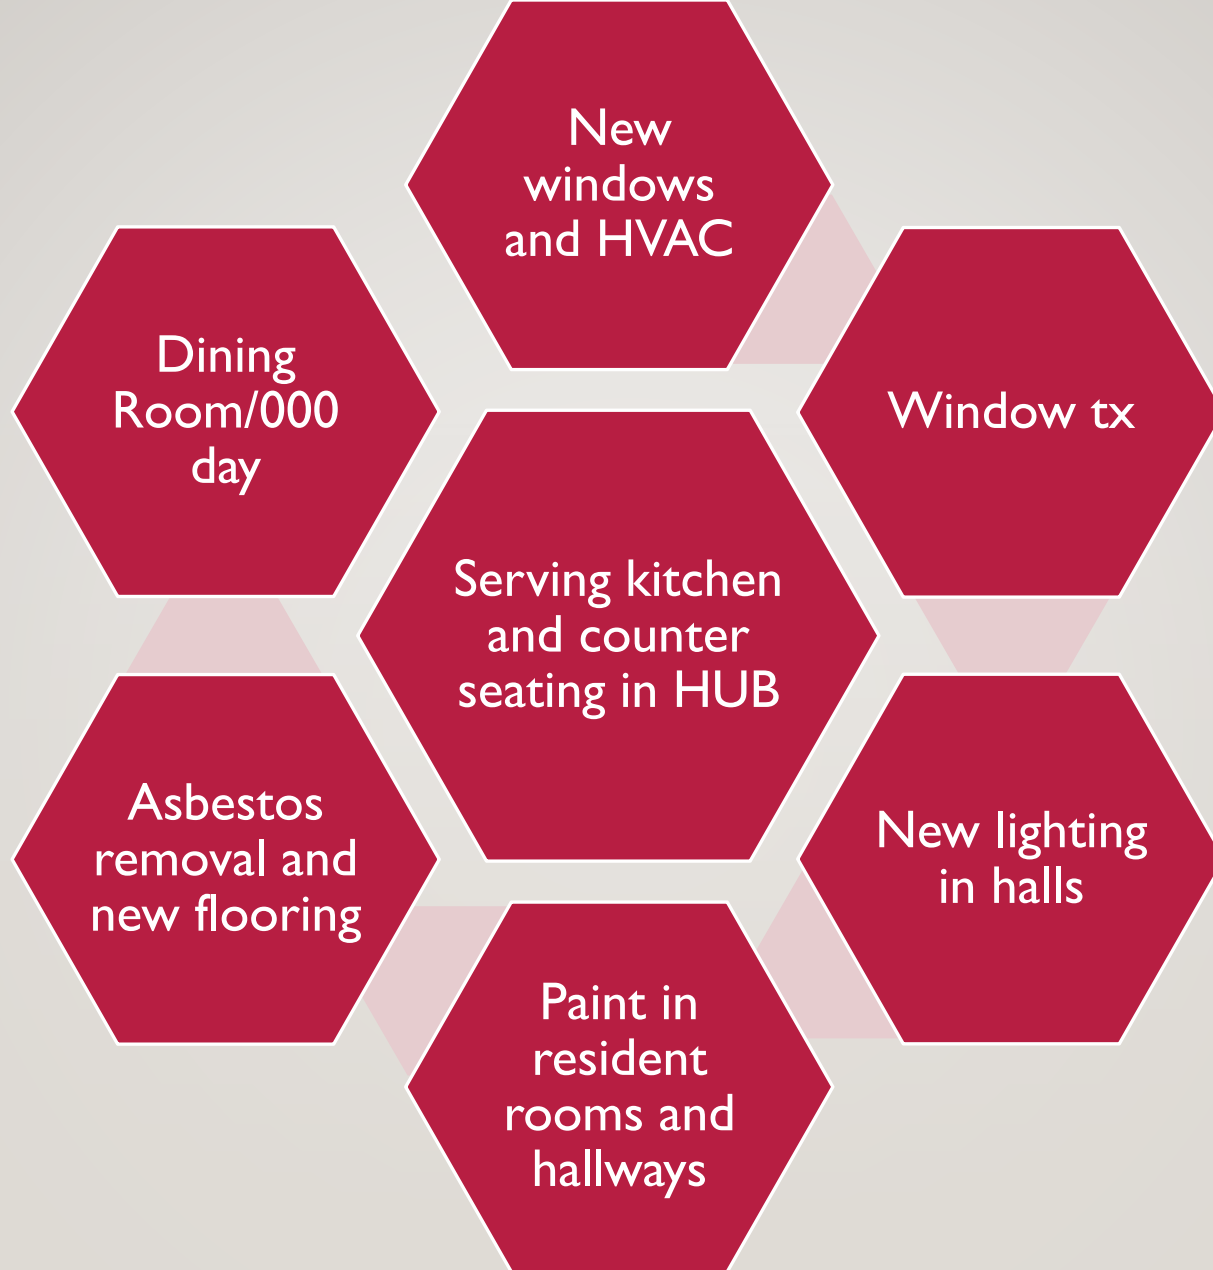 New
windows
and HVAC
Window tx
New lighting
in halls
Paint in
resident
rooms and
hallways
Asbestos
removal and
new flooring
Dining
Room/000
day
Serving kitchen
and counter
seating in HUB